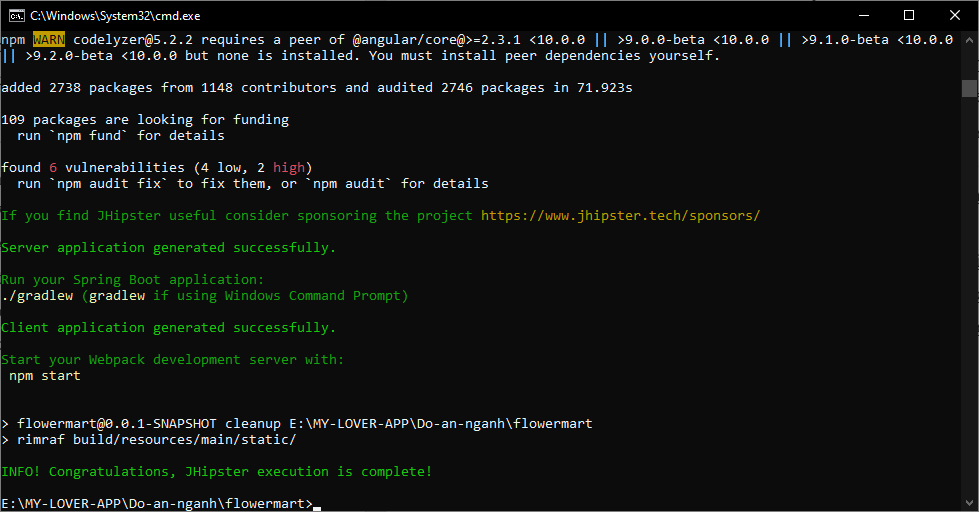 C:\Windows\System32\cmd.exe
npm WARN codelyzer@5.2.2 requires a peer of @angular/core@>=2.3.1 <10.0.0 || >9.0.0-beta <10.0.0 || >9.1.0-beta <10.0.0
|| >9.2.0-beta <10.0.0 but none is installed. You must install peer dependencies yourself.
added 2738 packages from 1148 contributors and audited 2746 packages in 71.923s
109 packages are looking for funding
  run `npm fund` for details
found 6 vulnerabilities (4 low, 2 high)
  run `npm audit fix` to fix them, or `npm audit` for details
If you find JHipster useful consider sponsoring the project https://www.jhipster.tech/sponsors/
Server application generated successfully.
Run your Spring Boot application:
./gradlew (gradlew if using Windows Command Prompt)
Client application generated successfully.
Start your Webpack development server with:
 npm start
> flowermart@0.0.1-SNAPSHOT cleanup E:\MY-LOVER-APP\Do-an-nganh\flowermart
> rimraf build/resources/main/static/
INFO! Congratulations, JHipster execution is complete!
E:\MY-LOVER-APP\Do-an-nganh\flowermart>